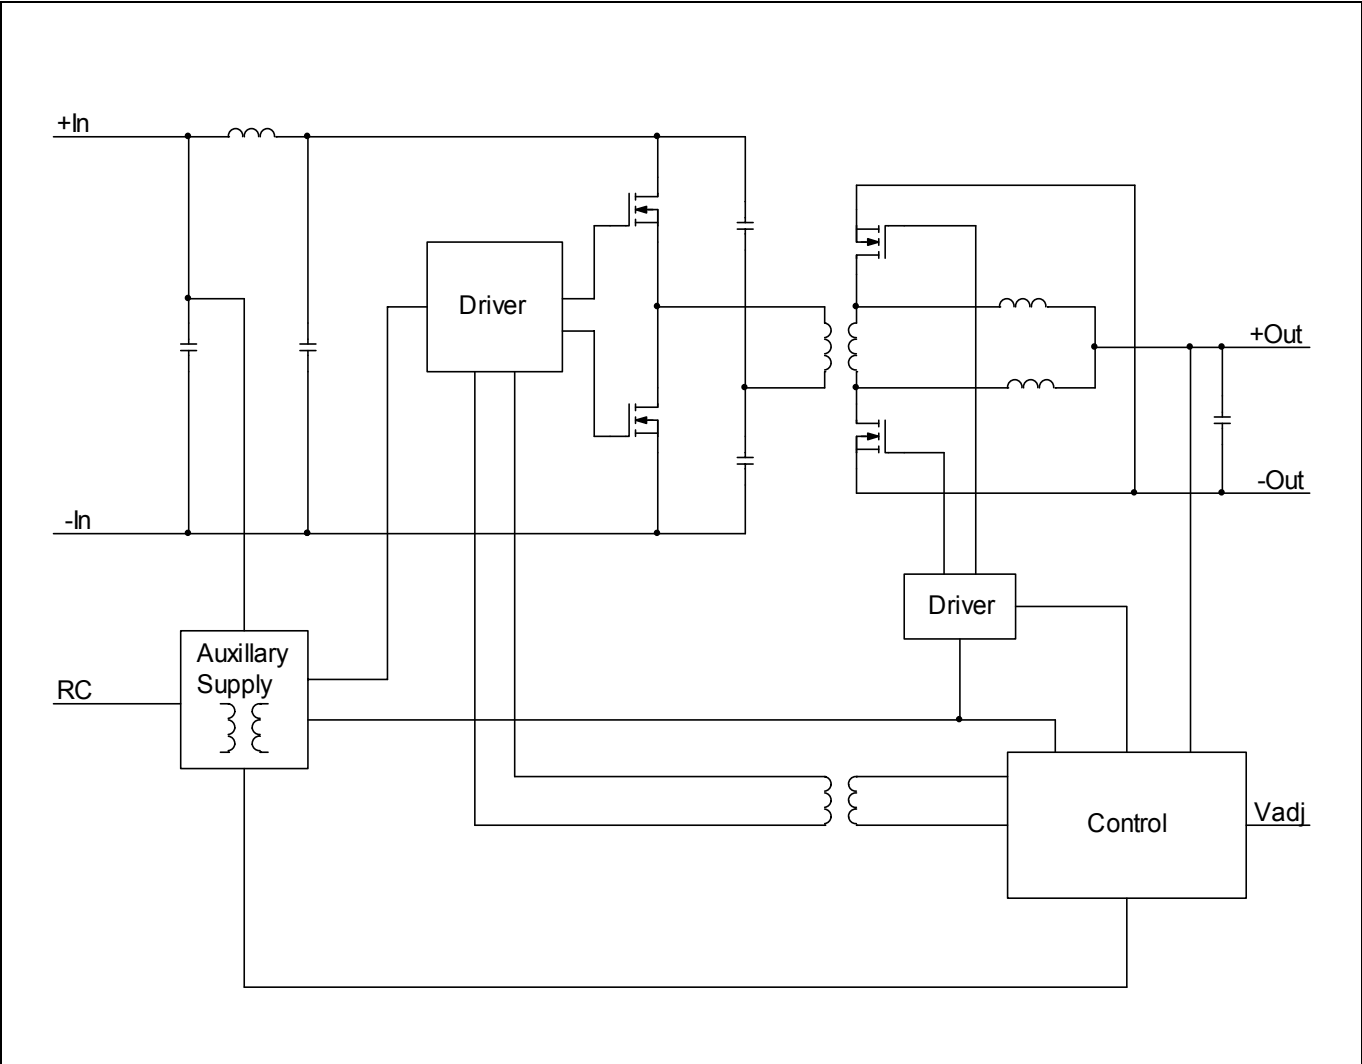 +In
Driver
+Out
-Out
-In
Driver
Auxillary
Supply
RC
Control
Vadj